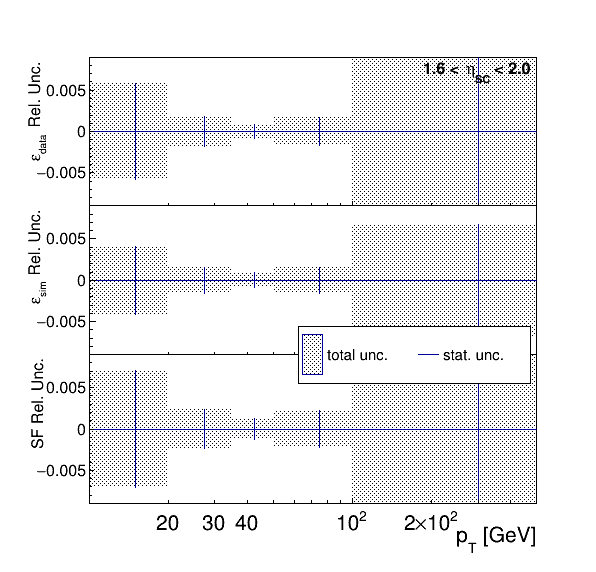 1.6 < η_SC < 2.0
ε_data Rel. Unc.
0.005
0
−0.005
ε_sim Rel. Unc.
0.005
0
−0.005
total unc. stat. unc.
SF Rel. Unc.
0.005
0
−0.005
20 30 40 10² 2×10²
p_T [GeV]